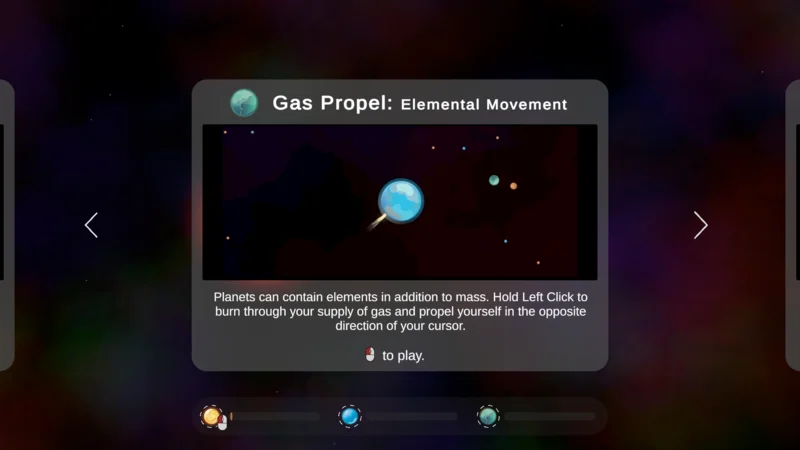 Gas Propel: Elemental Movement
Planets can contain elements in addition to mass. Hold Left Click to
burn through your supply of gas and propel yourself in the opposite
direction of your cursor.
to play.